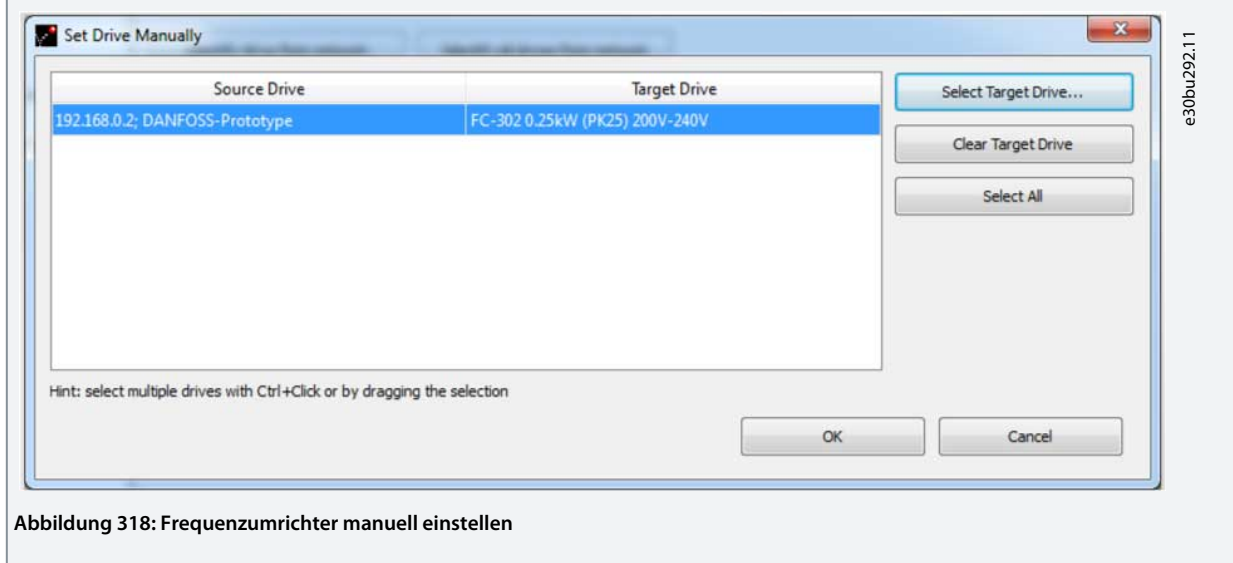 Set Drive Manually
Source Drive Target Drive
192.168.0.2; DANFOSS-Prototype FC-302 0.25kW (PK25) 200V-240V
Select Target Drive...
Clear Target Drive
Select All
Hint: select multiple drives with Ctrl+Click or by dragging the selection
OK Cancel
e30bu292.11
Abbildung 318: Frequenzumrichter manuell einstellen